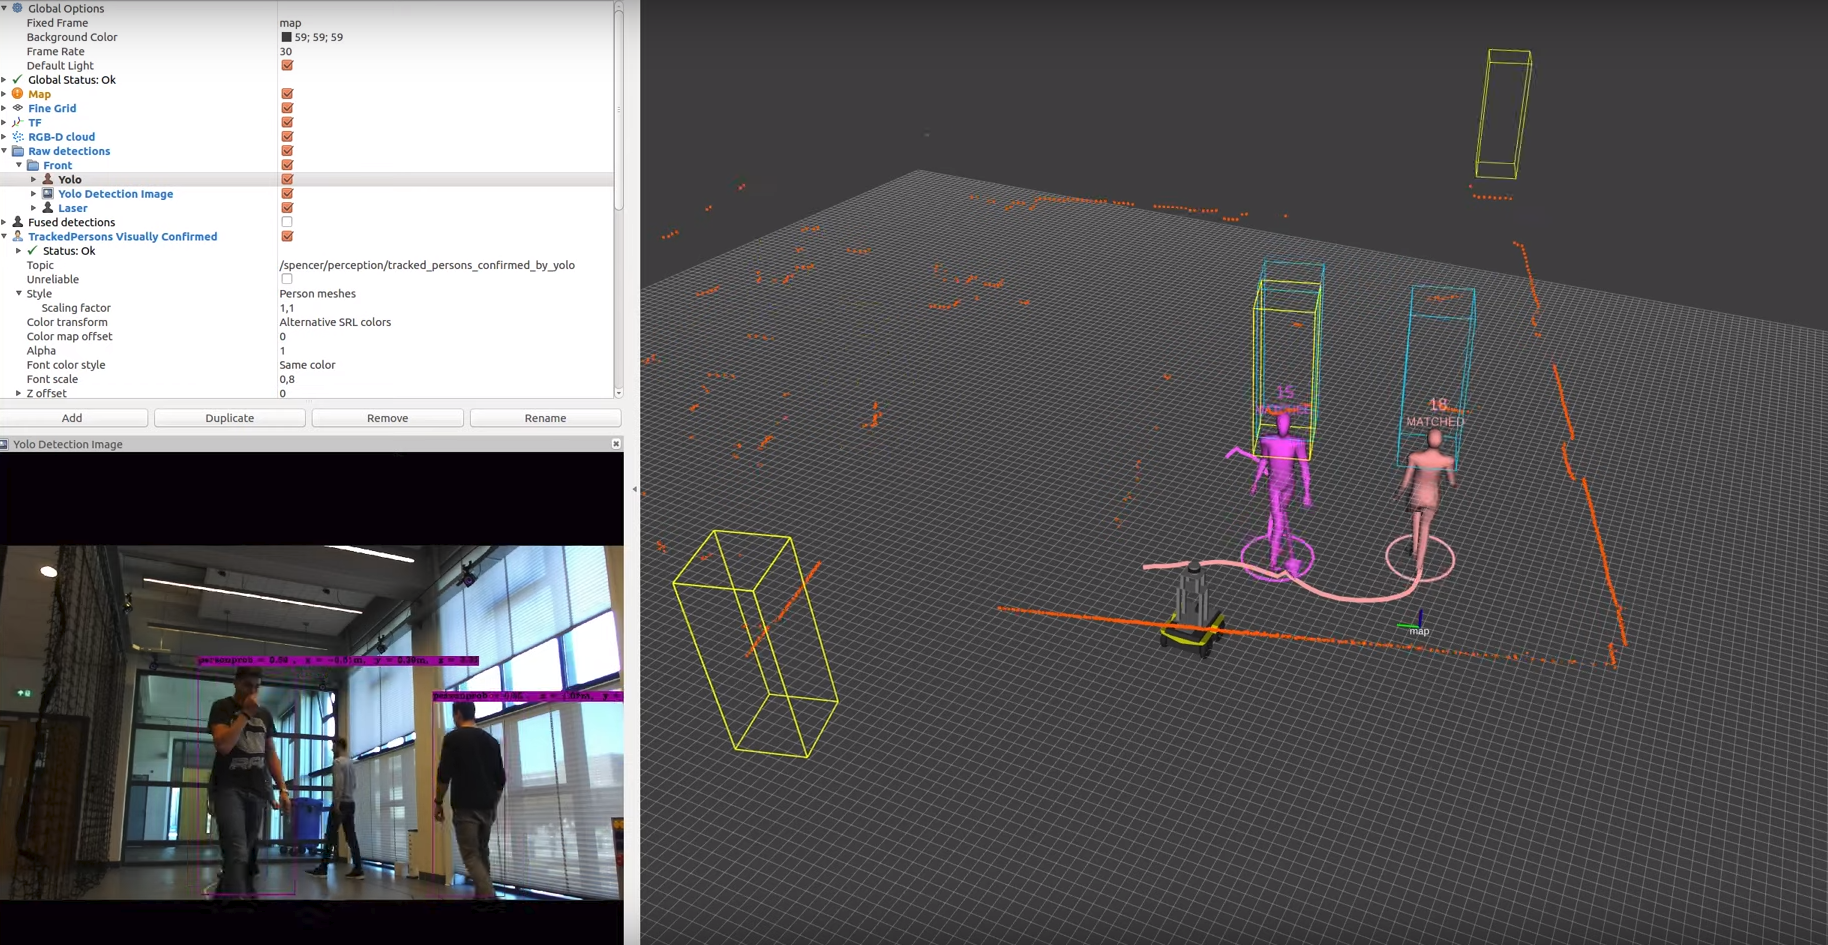 Global Options
Fixed Frame map
Background Color 59; 59; 59
Frame Rate 30
Default Light
Global Status: Ok
Map
Fine Grid
TF
RGB-D cloud
Raw detections
Front
Yolo
Yolo Detection Image
Laser
Fused detections
TrackedPersons Visually Confirmed
Status: Ok
Topic /spencer/perception/tracked_persons_confirmed_by_yolo
Unreliable
Style Person meshes
Scaling factor 1,1
Color transform Alternative SRL colors
Color map offset 0
Alpha 1
Font color style Same color
Font scale 0,8
Z offset 0
Add Duplicate Remove Rename
Yolo Detection Image
15
MATCHED
18
MATCHED
map